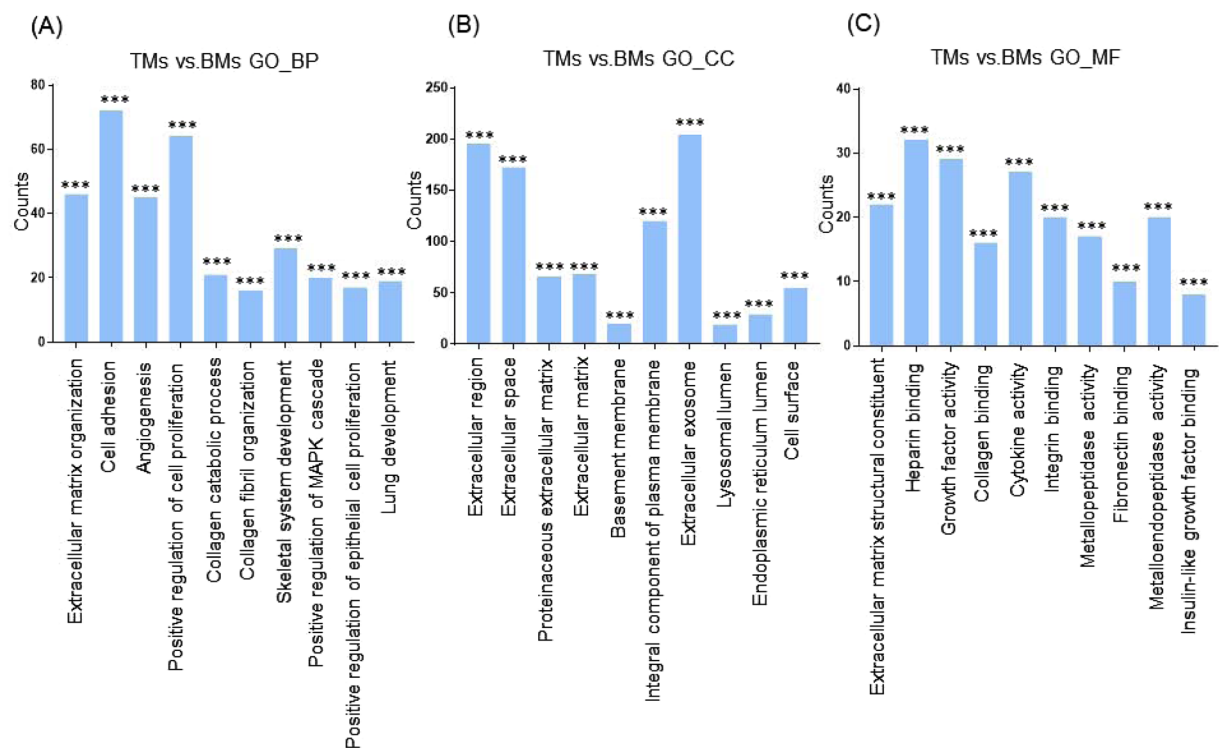 (A)
TMs vs.BMs GO_BP
Counts
80
60
40
20
0
***
***
***
***
***
***
***
***
***
***
Extracellular matrix organization
Cell adhesion
Angiogenesis
Positive regulation of cell proliferation
Collagen catabolic process
Collagen fibril organization
Skeletal system development
Positive regulation of MAPK cascade
Positive regulation of epithelial cell proliferation
Lung development
(B)
TMs vs.BMs GO_CC
Counts
250
200
150
100
50
0
***
***
***
***
***
***
***
***
***
***
Extracellular region
Extracellular space
Proteinaceous extracellular matrix
Extracellular matrix
Basement membrane
Integral component of plasma membrane
Extracellular exosome
Lysosomal lumen
Endoplasmic reticulum lumen
Cell surface
(C)
TMs vs.BMs GO_MF
Counts
40
30
20
10
0
***
***
***
***
***
***
***
***
***
***
Extracellular matrix structural constituent
Heparin binding
Growth factor activity
Collagen binding
Cytokine activity
Integrin binding
Metallopeptidase activity
Fibronectin binding
Metalloendopeptidase activity
Insulin-like growth factor binding